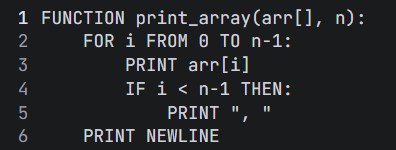 1 FUNCTION print_array(arr[], n):
2     FOR i FROM 0 TO n-1:
3         PRINT arr[i]
4         IF i < n-1 THEN:
5             PRINT ", "
6     PRINT NEWLINE